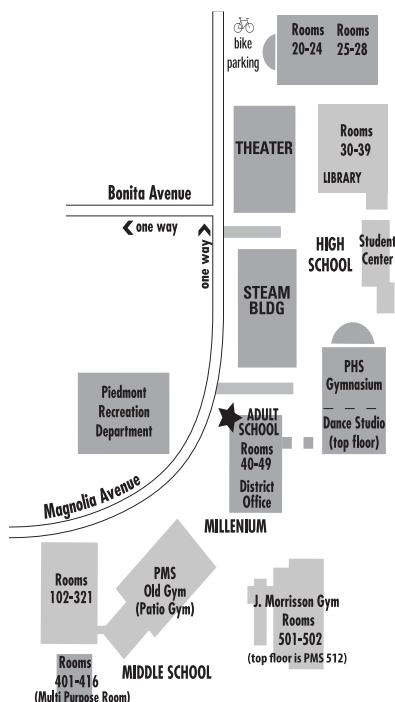 Rooms Rooms
20-24 25-28
bike
parking
THEATER
Rooms
30-39
LIBRARY
Bonita Avenue
one way
one way
HIGH
SCHOOL
Student
Center
STEAM
BLDG
PHS
Gymnasium
Dance Studio
(top floor)
Piedmont
Recreation
Department
ADULT
SCHOOL
Rooms
40-49
District
Office
Magnolia Avenue
MILLENIUM
Rooms
102-321
PMS
Old Gym
(Patio Gym)
J. Morrisson Gym
Rooms
501-502
(top floor is PMS 512)
Rooms
401-416
(Multi Purpose Room)
MIDDLE SCHOOL